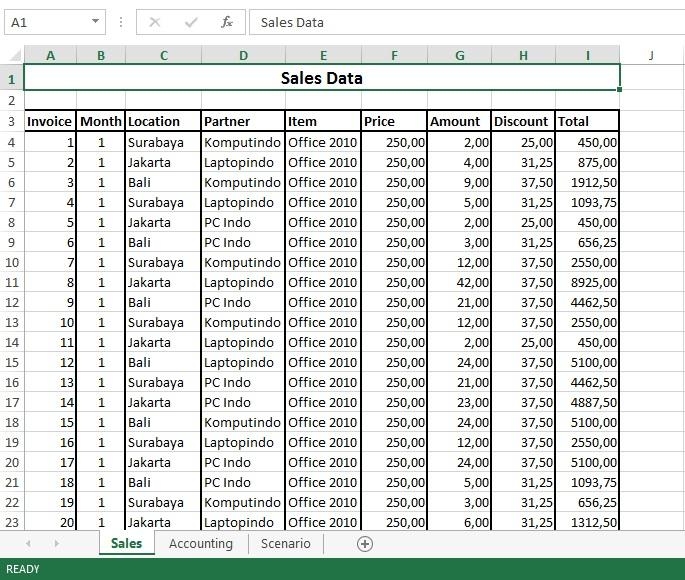 A1 fx Sales Data
A B C D E F G H I J
1 Sales Data
2
3 Invoice Month Location Partner Item Price Amount Discount Total
4 1 1 Surabaya Komputindo Office 2010 250,00 2,00 25,00 450,00
5 2 1 Jakarta Laptopindo Office 2010 250,00 4,00 31,25 875,00
6 3 1 Bali Komputindo Office 2010 250,00 9,00 37,50 1912,50
7 4 1 Surabaya Laptopindo Office 2010 250,00 5,00 31,25 1093,75
8 5 1 Jakarta PC Indo Office 2010 250,00 2,00 25,00 450,00
9 6 1 Bali PC Indo Office 2010 250,00 3,00 31,25 656,25
10 7 1 Surabaya Komputindo Office 2010 250,00 12,00 37,50 2550,00
11 8 1 Jakarta Laptopindo Office 2010 250,00 42,00 37,50 8925,00
12 9 1 Bali PC Indo Office 2010 250,00 21,00 37,50 4462,50
13 10 1 Surabaya Komputindo Office 2010 250,00 12,00 37,50 2550,00
14 11 1 Jakarta Laptopindo Office 2010 250,00 2,00 25,00 450,00
15 12 1 Bali Laptopindo Office 2010 250,00 24,00 37,50 5100,00
16 13 1 Surabaya PC Indo Office 2010 250,00 21,00 37,50 4462,50
17 14 1 Jakarta PC Indo Office 2010 250,00 23,00 37,50 4887,50
18 15 1 Bali Komputindo Office 2010 250,00 24,00 37,50 5100,00
19 16 1 Surabaya Laptopindo Office 2010 250,00 12,00 37,50 2550,00
20 17 1 Jakarta PC Indo Office 2010 250,00 24,00 37,50 5100,00
21 18 1 Bali PC Indo Office 2010 250,00 5,00 31,25 1093,75
22 19 1 Surabaya Komputindo Office 2010 250,00 3,00 31,25 656,25
23 20 1 Jakarta Laptopindo Office 2010 250,00 6,00 31,25 1312,50
Sales Accounting Scenario
READY